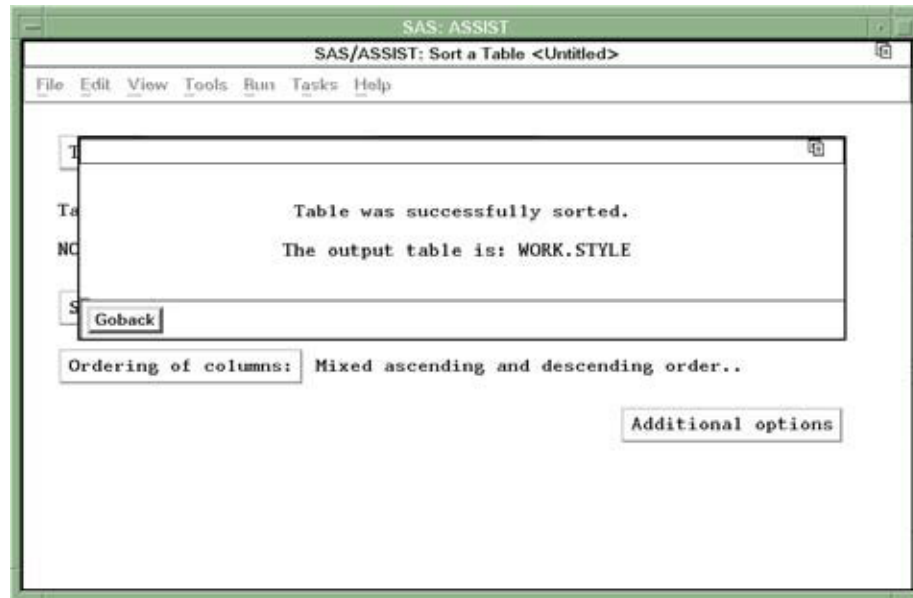 SAS: ASSIST
SAS/ASSIST: Sort a Table <Untitled>
File Edit View Tools Run Tasks Help
Table was successfully sorted.
The output table is: WORK.STYLE
Goback
Ordering of columns: Mixed ascending and descending order..
Additional options